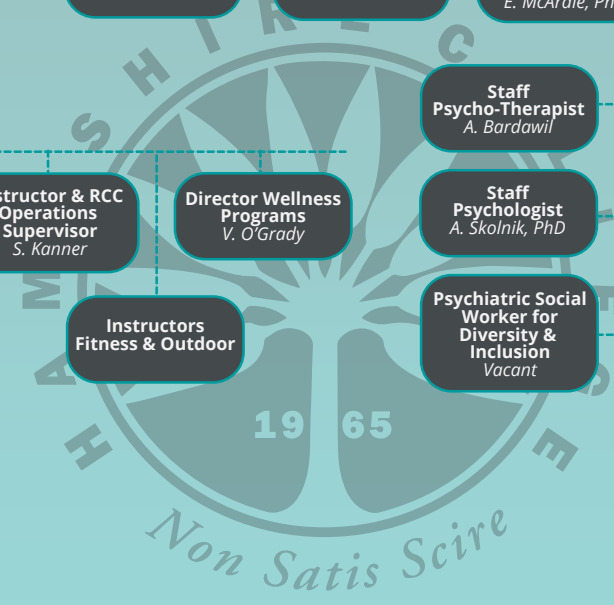 E. McArdle, Ph
Staff
Psycho-Therapist
A. Bardawil
structor & RCC
Operations
Supervisor
S. Kanner
Director Wellness
Programs
V. O'Grady
Staff
Psychologist
A. Skolnik, PhD
Instructors
Fitness & Outdoor
Psychiatric Social
Worker for
Diversity &
Inclusion
Vacant
HAMPSHIRE C
E
19 65
Non Satis Scire